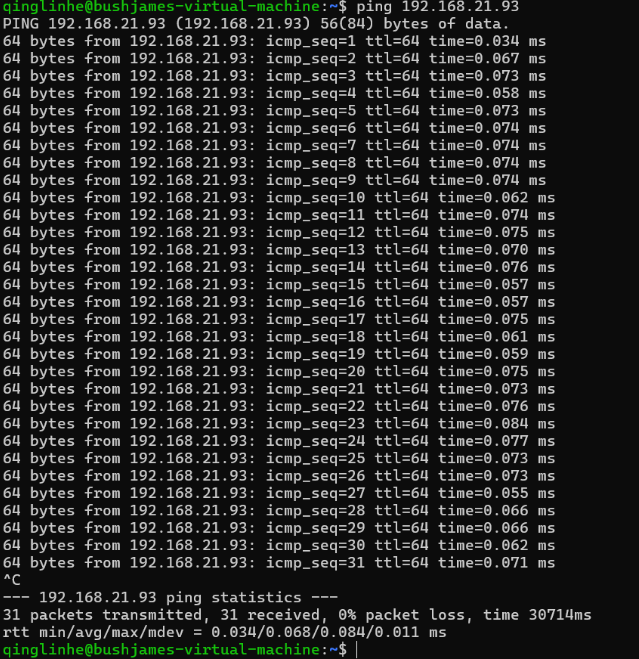 qinglinhe@bushjames-virtual-machine:~$ ping 192.168.21.93
PING 192.168.21.93 (192.168.21.93) 56(84) bytes of data.
64 bytes from 192.168.21.93: icmp_seq=1 ttl=64 time=0.034 ms
64 bytes from 192.168.21.93: icmp_seq=2 ttl=64 time=0.067 ms
64 bytes from 192.168.21.93: icmp_seq=3 ttl=64 time=0.073 ms
64 bytes from 192.168.21.93: icmp_seq=4 ttl=64 time=0.058 ms
64 bytes from 192.168.21.93: icmp_seq=5 ttl=64 time=0.073 ms
64 bytes from 192.168.21.93: icmp_seq=6 ttl=64 time=0.074 ms
64 bytes from 192.168.21.93: icmp_seq=7 ttl=64 time=0.074 ms
64 bytes from 192.168.21.93: icmp_seq=8 ttl=64 time=0.074 ms
64 bytes from 192.168.21.93: icmp_seq=9 ttl=64 time=0.074 ms
64 bytes from 192.168.21.93: icmp_seq=10 ttl=64 time=0.062 ms
64 bytes from 192.168.21.93: icmp_seq=11 ttl=64 time=0.074 ms
64 bytes from 192.168.21.93: icmp_seq=12 ttl=64 time=0.075 ms
64 bytes from 192.168.21.93: icmp_seq=13 ttl=64 time=0.070 ms
64 bytes from 192.168.21.93: icmp_seq=14 ttl=64 time=0.076 ms
64 bytes from 192.168.21.93: icmp_seq=15 ttl=64 time=0.057 ms
64 bytes from 192.168.21.93: icmp_seq=16 ttl=64 time=0.057 ms
64 bytes from 192.168.21.93: icmp_seq=17 ttl=64 time=0.075 ms
64 bytes from 192.168.21.93: icmp_seq=18 ttl=64 time=0.061 ms
64 bytes from 192.168.21.93: icmp_seq=19 ttl=64 time=0.059 ms
64 bytes from 192.168.21.93: icmp_seq=20 ttl=64 time=0.075 ms
64 bytes from 192.168.21.93: icmp_seq=21 ttl=64 time=0.073 ms
64 bytes from 192.168.21.93: icmp_seq=22 ttl=64 time=0.076 ms
64 bytes from 192.168.21.93: icmp_seq=23 ttl=64 time=0.084 ms
64 bytes from 192.168.21.93: icmp_seq=24 ttl=64 time=0.077 ms
64 bytes from 192.168.21.93: icmp_seq=25 ttl=64 time=0.073 ms
64 bytes from 192.168.21.93: icmp_seq=26 ttl=64 time=0.073 ms
64 bytes from 192.168.21.93: icmp_seq=27 ttl=64 time=0.055 ms
64 bytes from 192.168.21.93: icmp_seq=28 ttl=64 time=0.066 ms
64 bytes from 192.168.21.93: icmp_seq=29 ttl=64 time=0.066 ms
64 bytes from 192.168.21.93: icmp_seq=30 ttl=64 time=0.062 ms
64 bytes from 192.168.21.93: icmp_seq=31 ttl=64 time=0.071 ms
^C
--- 192.168.21.93 ping statistics ---
31 packets transmitted, 31 received, 0% packet loss, time 30714ms
rtt min/avg/max/mdev = 0.034/0.068/0.084/0.011 ms
qinglinhe@bushjames-virtual-machine:~$